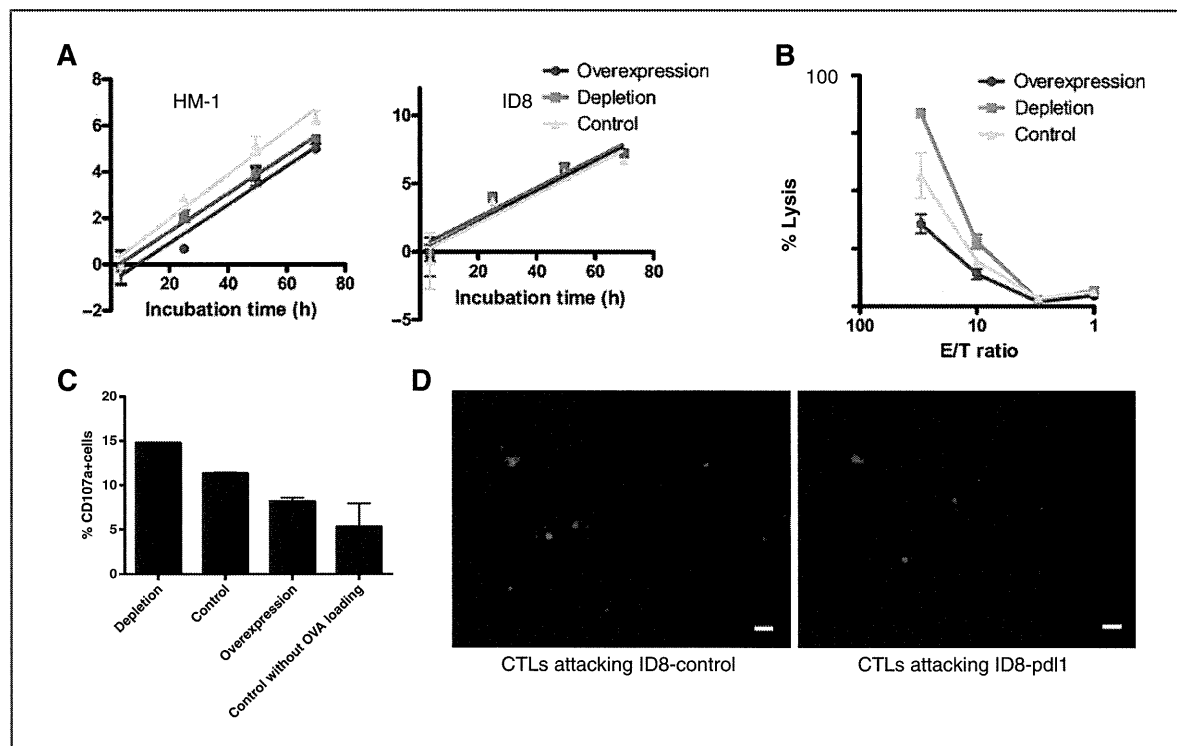 A
HM-1
8
6
4
2
0
−2
20
40
60
80
Incubation time (h)
ID8
Overexpression
Depletion
Control
10
5
0
−5
20
40
60
80
Incubation time (h)
B
100
Overexpression
Depletion
Control
% Lysis
100
10
1
E/T ratio
C
% CD107a+cells
20
15
10
5
0
Depletion
Control
Overexpression
Control without OVA loading
D
CTLs attacking ID8-control
CTLs attacking ID8-pdl1